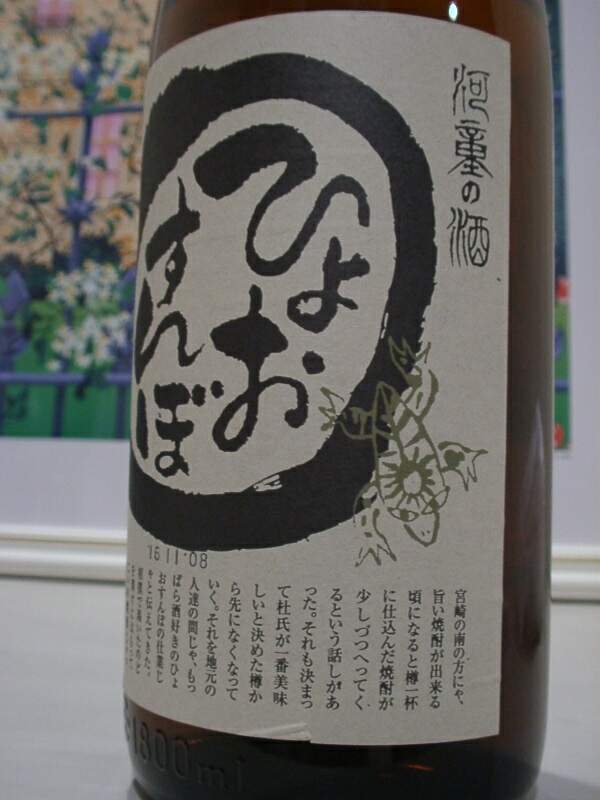 河童の酒
ひょお
すんぼ
16 11.08
宮崎の南の方にゃ、
旨い焼酎が出来る
頃になると樽一杯
に仕込んだ焼酎が
少しづつへってく
るという話しがあ
った。それも決まっ
て杜氏が一番美味
しいと決めた樽か
ら先になくなって
いく。それを地元の
人達の間じゃ、もっ
ぱら酒好きのひょ
おすんぼの仕業じ
ゃと伝えてきた。
1800ml